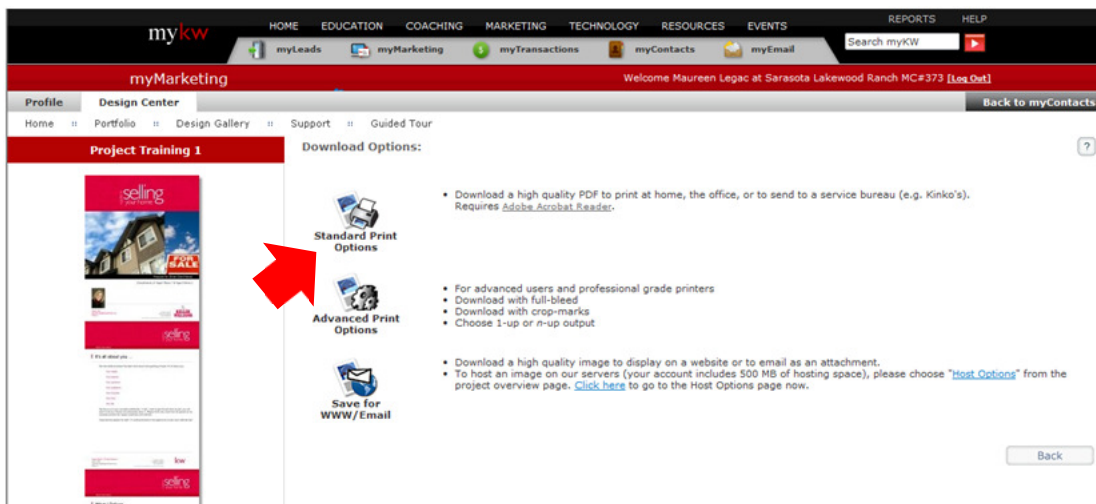 mykw
HOME EDUCATION COACHING MARKETING TECHNOLOGY RESOURCES EVENTS
REPORTS HELP
myLeads myMarketing myTransactions myContacts myEmail
Search myKW
myMarketing
Welcome Maureen Legac at Sarasota Lakewood Ranch MC#373 [Log Out]
Profile Design Center
Back to myContacts
Home :: Portfolio :: Design Gallery :: Support :: Guided Tour
Project Training 1
Download Options:
?
selling
your home
FOR
SALE
selling
It's all about you ...
kw
selling
Standard Print
Options
• Download a high quality PDF to print at home, the office, or to send to a service bureau (e.g. Kinko's).
Requires Adobe Acrobat Reader.
Advanced Print
Options
• For advanced users and professional grade printers
• Download with full-bleed
• Download with crop-marks
• Choose 1-up or n-up output
Save for
WWW/Email
• Download a high quality image to display on a website or to email as an attachment.
• To host an image on our servers (your account includes 500 MB of hosting space), please choose "Host Options" from the
project overview page. Click here to go to the Host Options page now.
Back